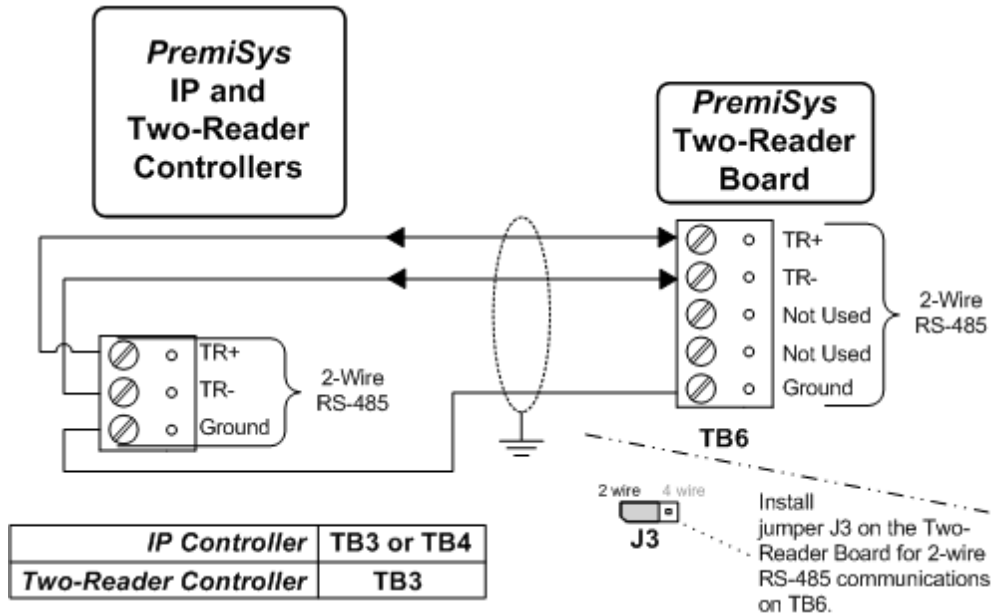 PremiSys
IP and
Two-Reader
Controllers
PremiSys
Two-Reader
Board
TR+
TR-
Not Used
Not Used
Ground
2-Wire
RS-485
TB6
TR+
TR-
Ground
2-Wire
RS-485
2 wire 4 wire
J3
Install
jumper J3 on the Two-
Reader Board for 2-wire
RS-485 communications
on TB6.
IP Controller TB3 or TB4
Two-Reader Controller TB3